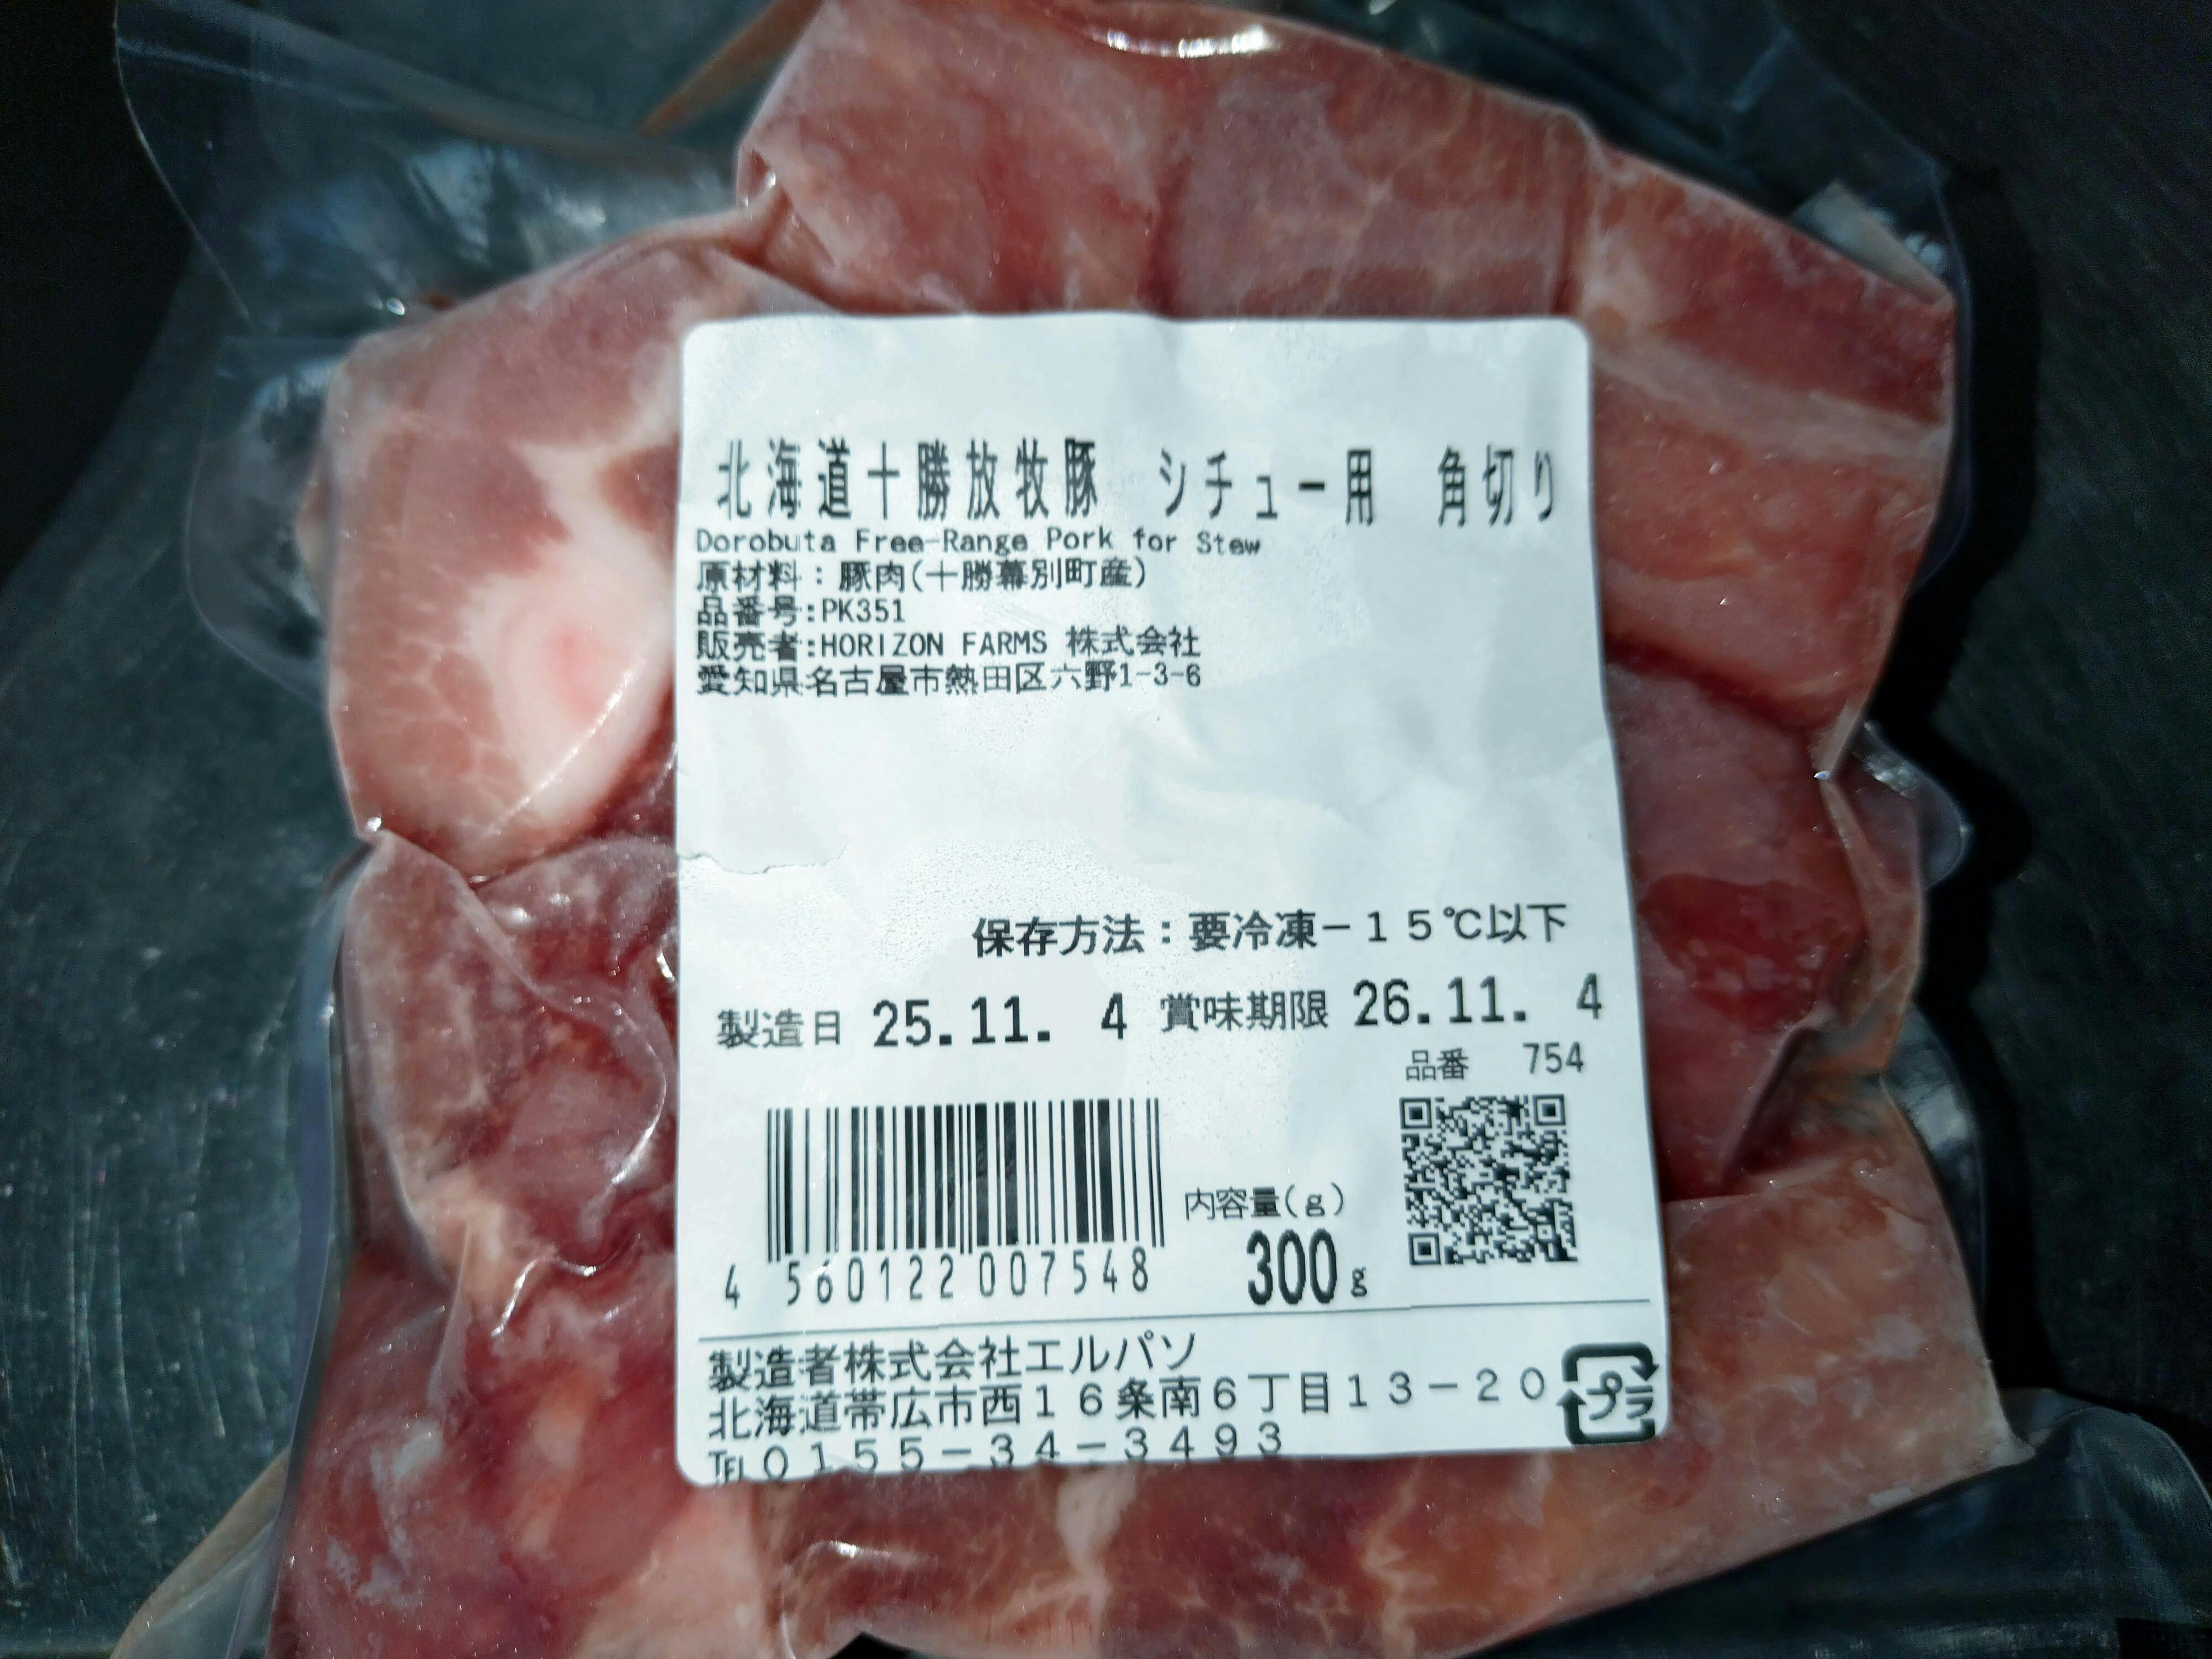 北海道十勝放牧豚　シチュー用　角切り
Dorobuta Free-Range Pork for Stew
原材料：豚肉(十勝幕別町産)
品番号:PK351
販売者:HORIZON FARMS 株式会社
愛知県名古屋市熱田区六野1-3-6
保存方法：要冷凍－１５℃以下
製造日 25.11. 4 賞味期限 26.11. 4
品番 754
内容量(g)
300g
4 560122 007548
製造者株式会社エルパソ
北海道帯広市西１６条南６丁目１３－２０
プラ
℡０１５５－３４－３４９３